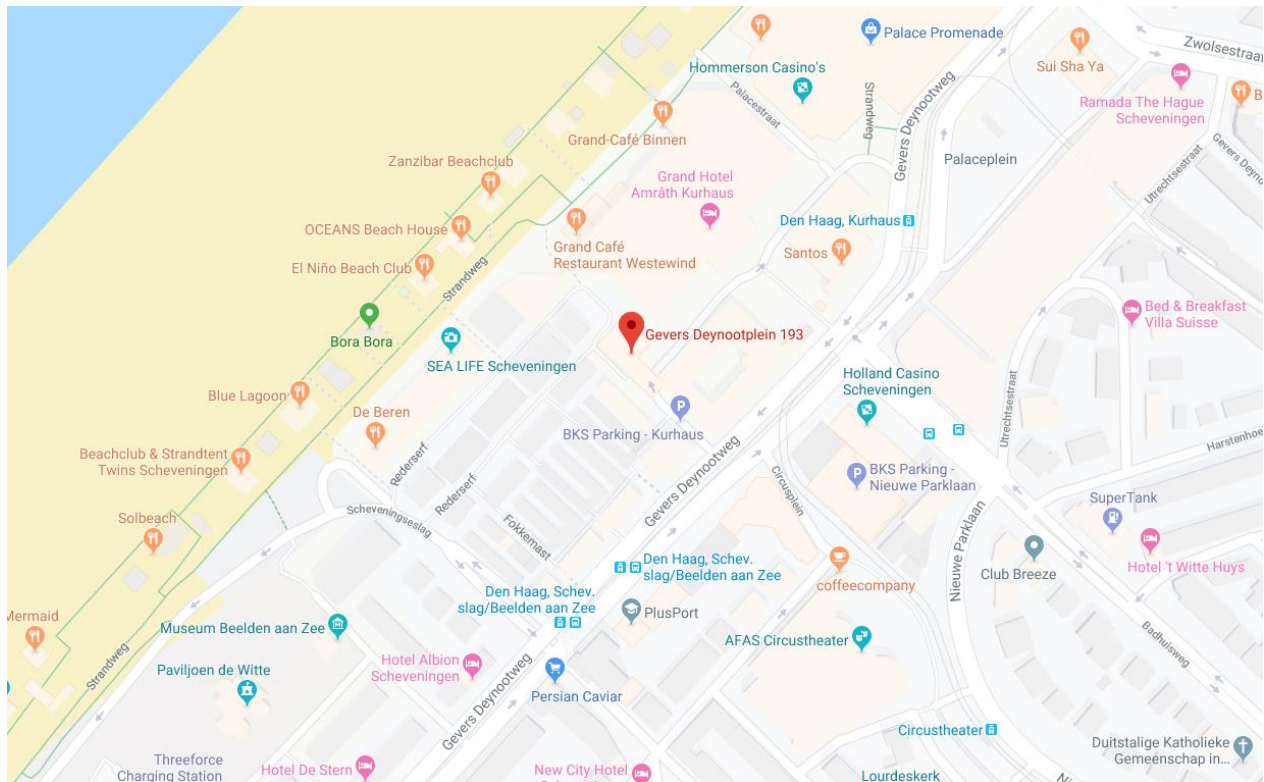 Palace Promenade
Zwolsestraat
Hommerson Casino's
Sui Sha Ya
Ramada The Hague
Scheveningen
B
Palacestraat
Strandweg
Gevers Deynootweg
Grand-Café Binnen
Palaceplein
Utrechtsestraat
Gevers Deyno
Zanzibar Beachclub
Grand Hotel
Amrâth Kurhaus
Den Haag, Kurhaus
OCEANS Beach House
Grand Café
Restaurant Westewind
Santos
El Niño Beach Club
Strandweg
Bed & Breakfast
Villa Suisse
Bora Bora
Gevers Deynootplein 193
SEA LIFE Scheveningen
Holland Casino
Scheveningen
Blue Lagoon
De Beren
P
BKS Parking - Kurhaus
Utrechtsestraat
Harstenhoe
Beachclub & Strandtent
Twins Scheveningen
Rederserf
Rederserf
Gevers Deynootweg
Circusplein
P
BKS Parking -
Nieuwe Parklaan
SuperTank
Solbeach
Scheveningseslag
Fokkemast
Nieuwe Parklaan
Den Haag, Schev.
slag/Beelden aan Zee
Club Breeze
Hotel 't Witte Huys
coffeecompany
Den Haag, Schev.
slag/Beelden aan Zee
PlusPort
Mermaid
Museum Beelden aan Zee
AFAS Circustheater
Badhuisweg
Strandweg
Paviljoen de Witte
Hotel Albion
Scheveningen
Persian Caviar
Gevers Deynootweg
Circustheater
Duitstalige Katholieke
Gemeenschap in...
Threeforce
Charging Station
Hotel De Stern
New City Hotel
Lourdeskerk